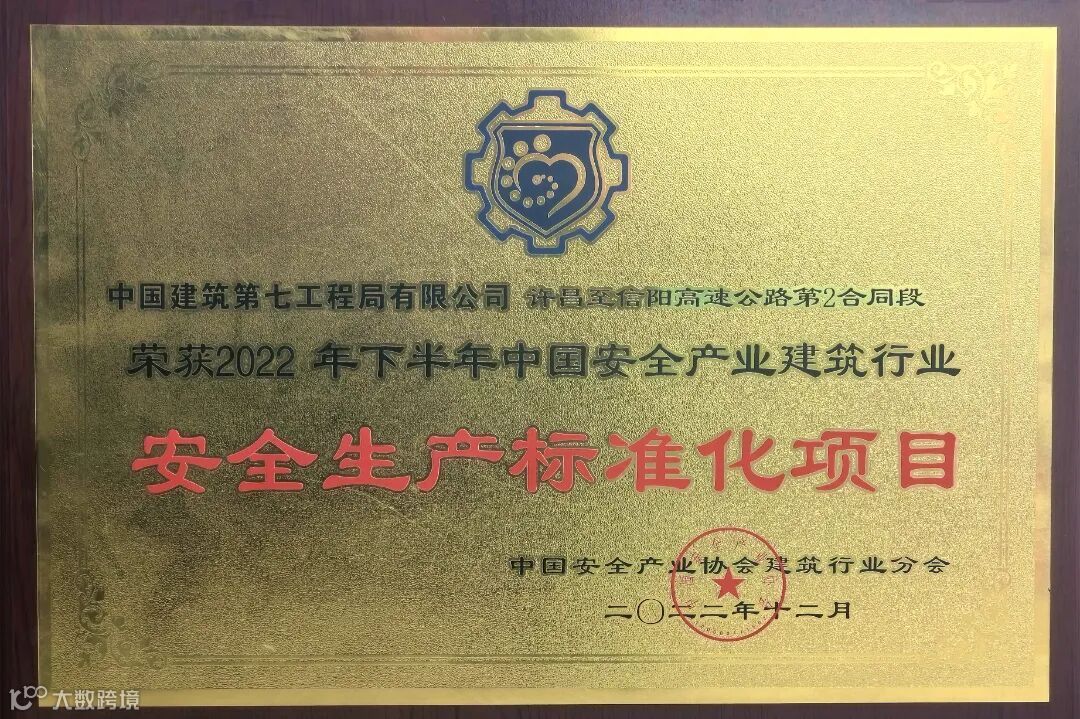 中国建筑第七工程局有限公司 许昌至信阳高速公路第2合同段
荣获2022 年下半年中国安全产业建筑行业
安全生产标准化项目
中国安全产业协会建筑行业分会
二〇二二年十二月
大数跨境